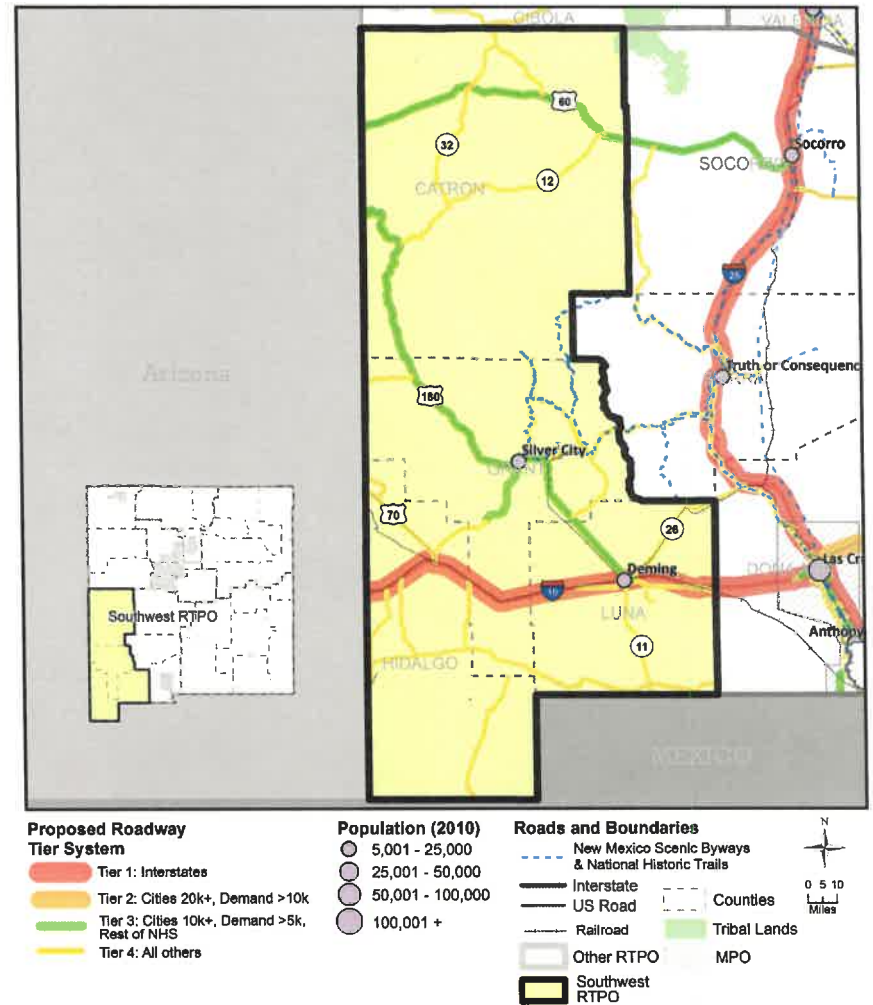 CIBOLA
VALENCIA
60
32
Socorro
SOCORRO
12
CATRON
25
Arizona
Truth or Consequenc
180
Silver City
GRANT
70
26
Deming
Las Cr
10
DONA
Southwest RTPO
LUNA
Anthony
11
HIDALGO
MEXICO
Proposed Roadway
Tier System
Tier 1: Interstates
Tier 2: Cities 20k+, Demand >10k
Tier 3: Cities 10k+, Demand >5k,
Rest of NHS
Tier 4: All others
Population (2010)
5,001 - 25,000
25,001 - 50,000
50,001 - 100,000
100,001 +
Roads and Boundaries
New Mexico Scenic Byways
& National Historic Trails
Interstate
US Road
Railroad
Other RTPO
Southwest
RTPO
Counties
Tribal Lands
MPO
N
0 5 10
Miles